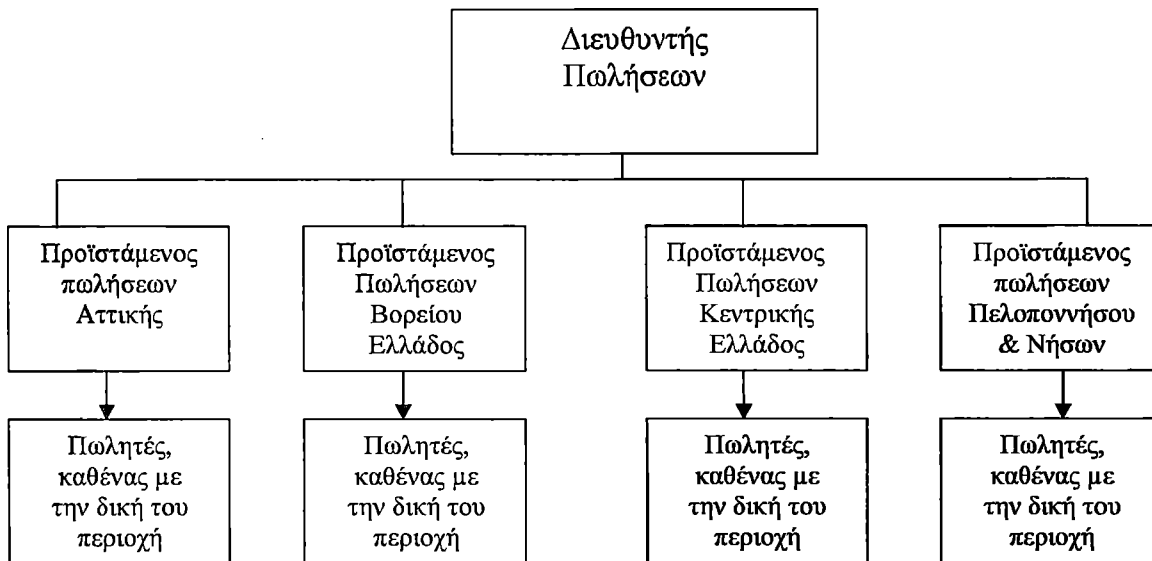 Διευθυντής
Πωλήσεων
Προϊστάμενος
πωλήσεων
Αττικής
Προϊστάμενος
Πωλήσεων
Βορείου
Ελλάδος
Προϊστάμενος
Πωλήσεων
Κεντρικής
Ελλάδος
Προϊστάμενος
πωλήσεων
Πελοποννήσου
& Νήσων
Πωλητές,
καθένας με
την δική του
περιοχή
Πωλητές,
καθένας με
την δική του
περιοχή
Πωλητές,
καθένας με
την δική του
περιοχή
Πωλητές,
καθένας με
την δική του
περιοχή